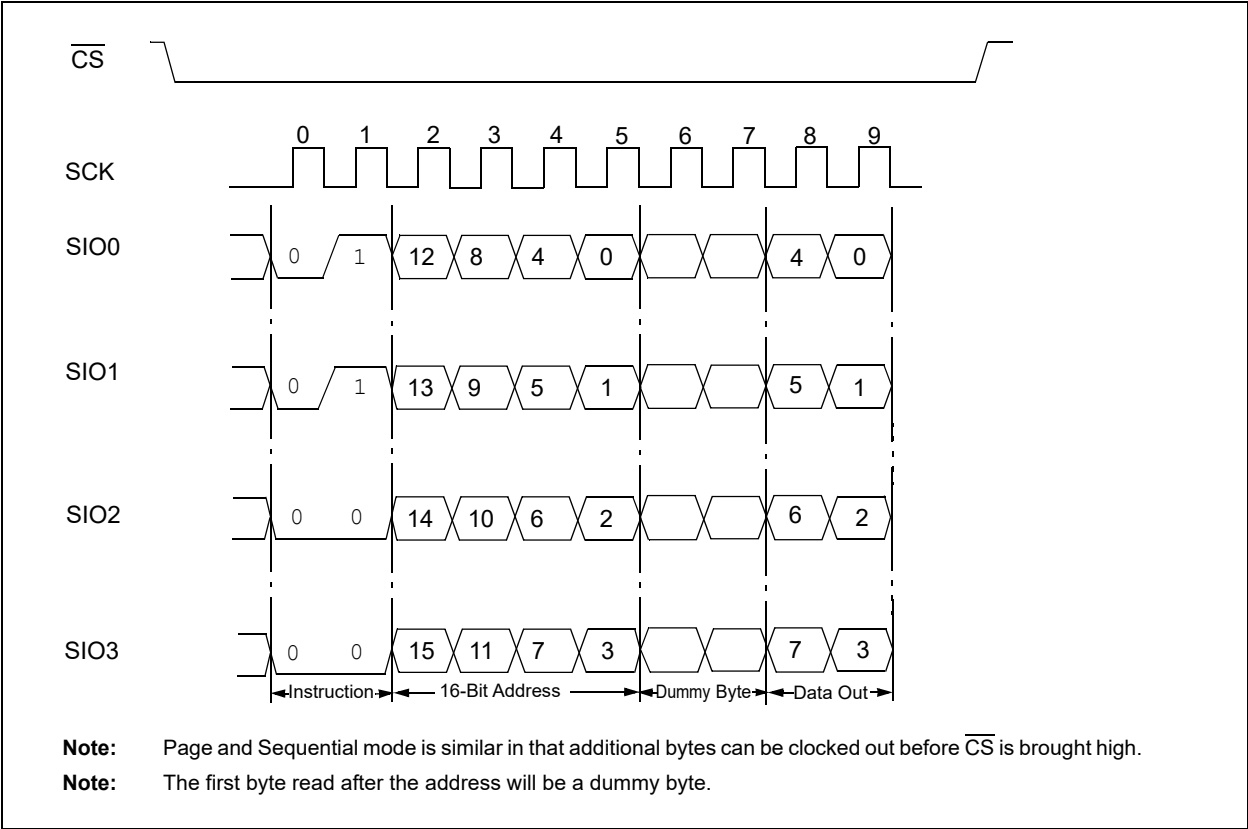 CS
0 1 2 3 4 5 6 7 8 9
SCK
SIO0 0 1 12 8 4 0 4 0
SIO1 0 1 13 9 5 1 5 1
SIO2 0 0 14 10 6 2 6 2
SIO3 0 0 15 11 7 3 7 3
Instruction 16-Bit Address Dummy Byte Data Out
Note: Page and Sequential mode is similar in that additional bytes can be clocked out before CS is brought high.
Note: The first byte read after the address will be a dummy byte.